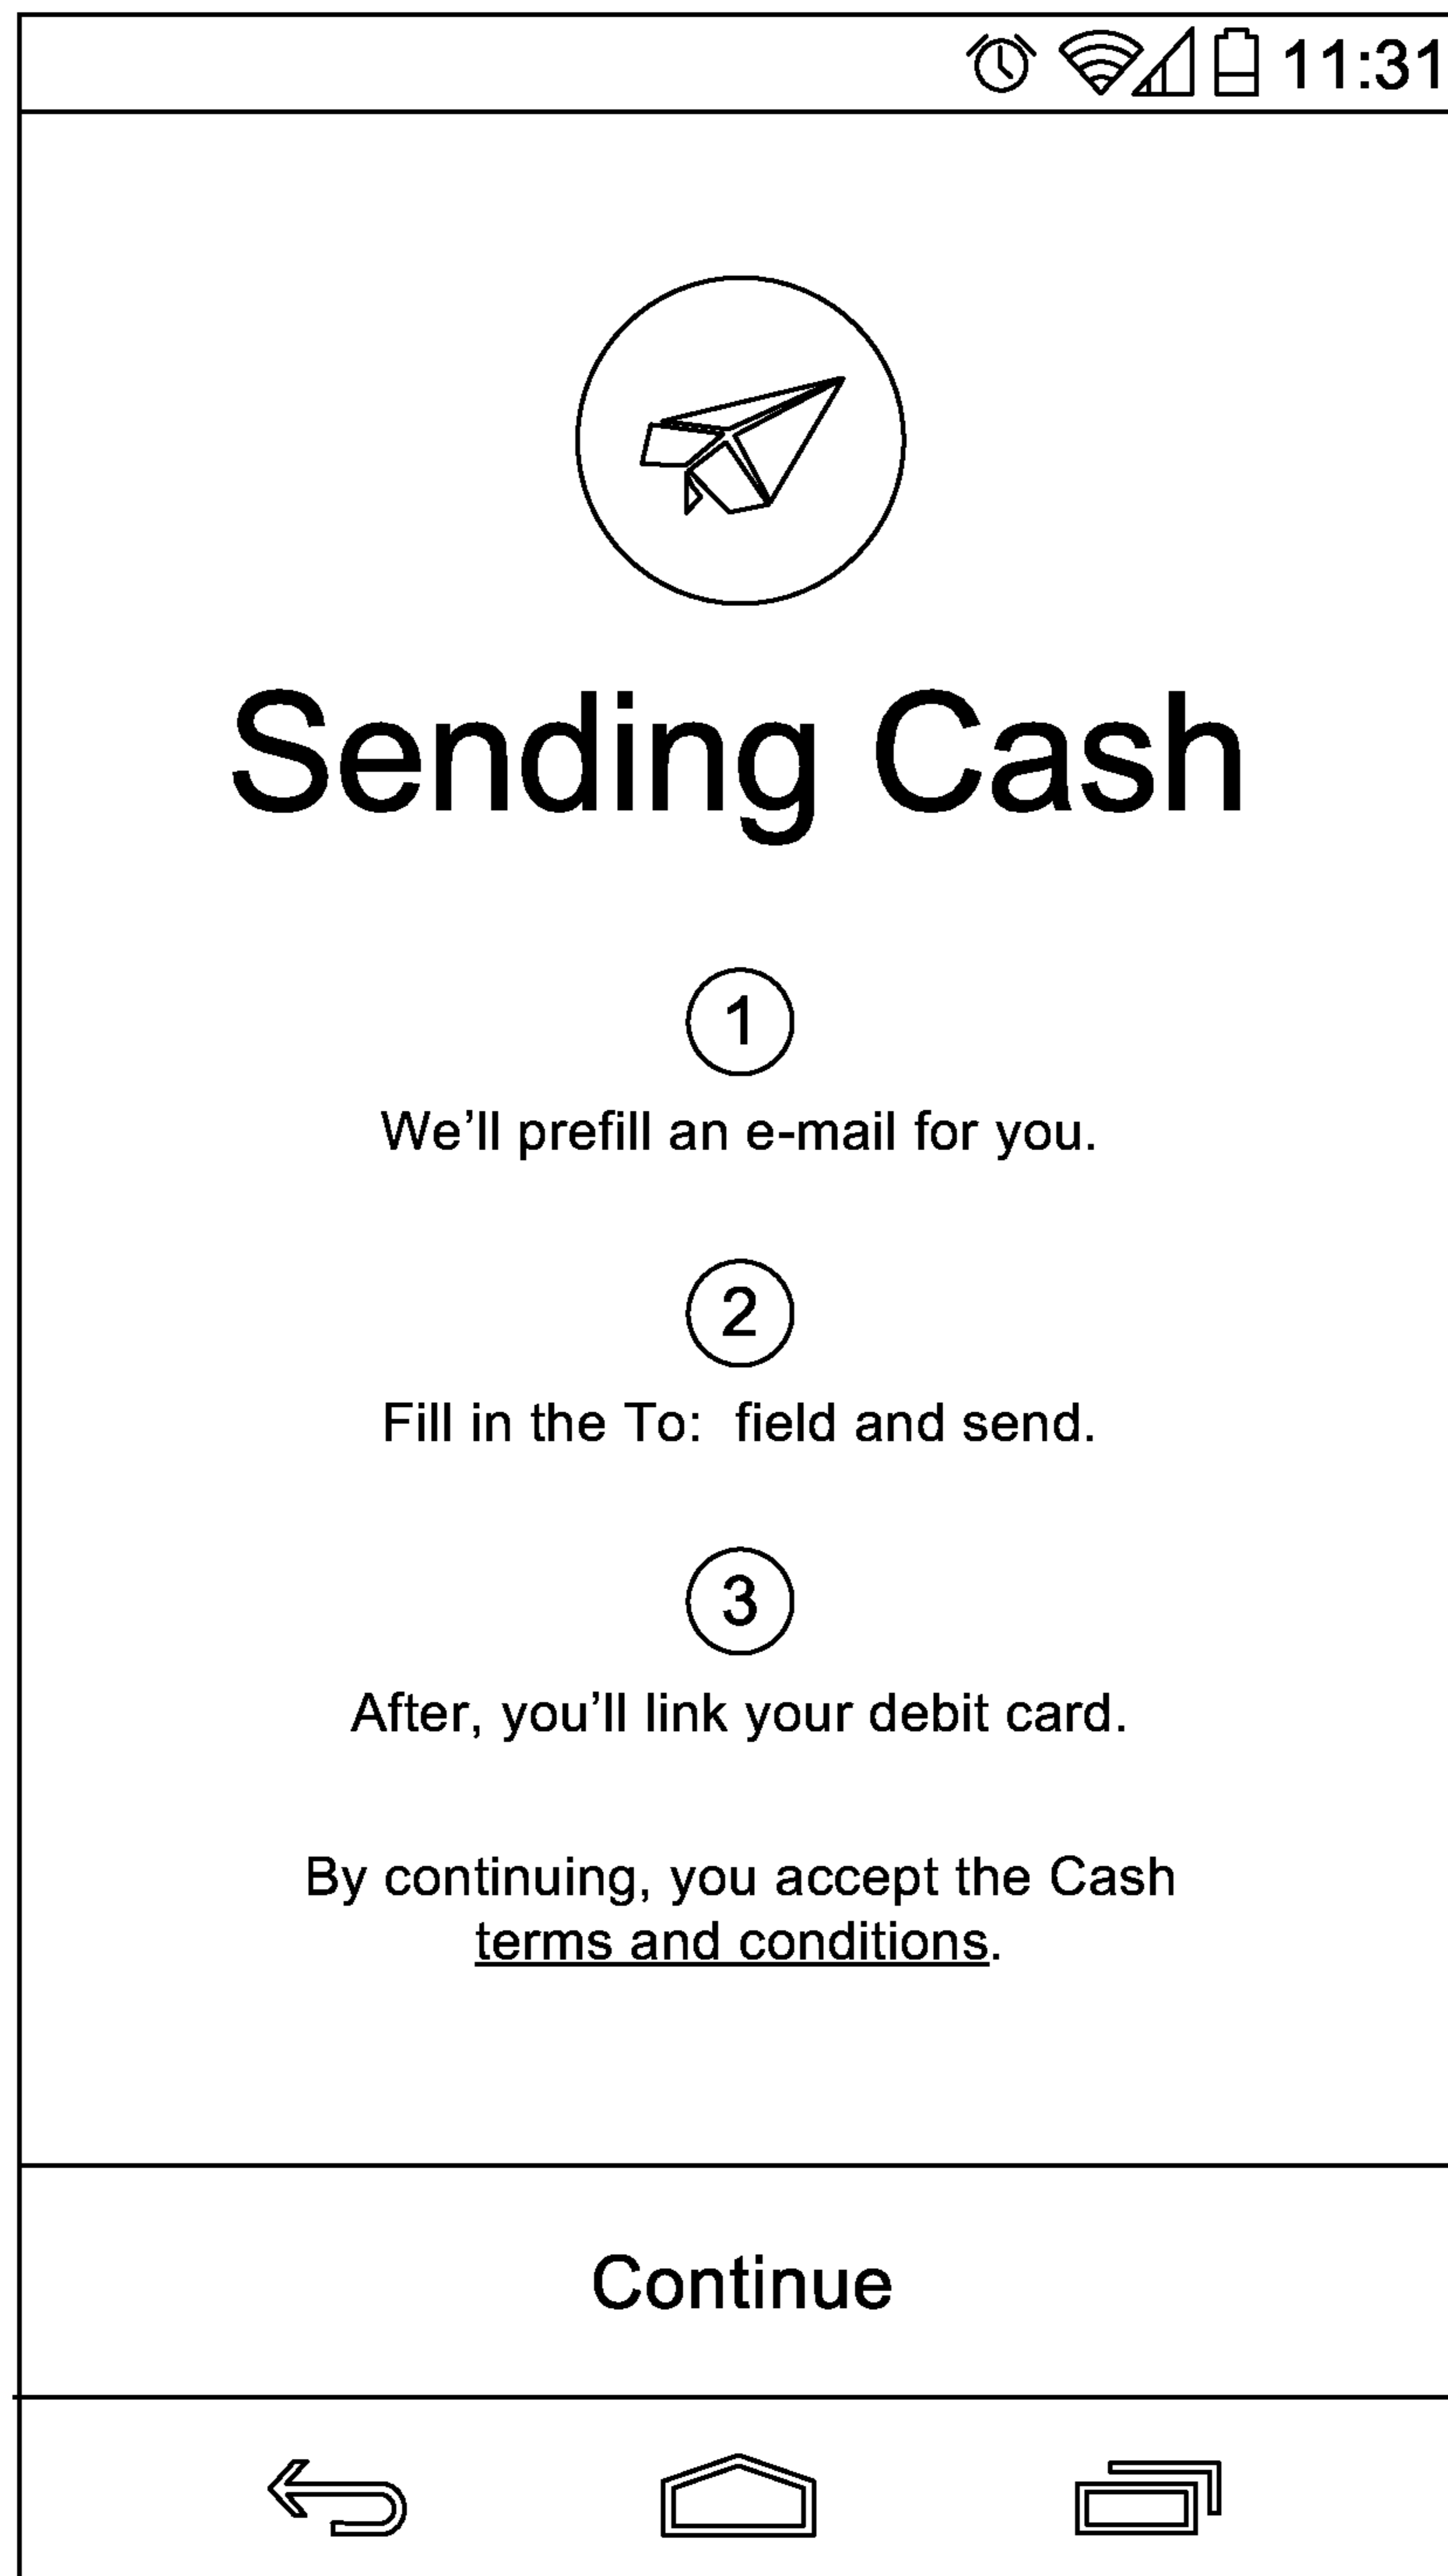 11:31
Sending Cash
1
We’ll prefill an e-mail for you.
2
Fill in the To:  field and send.
3
After, you’ll link your debit card.
By continuing, you accept the Cash
terms and conditions.
Continue